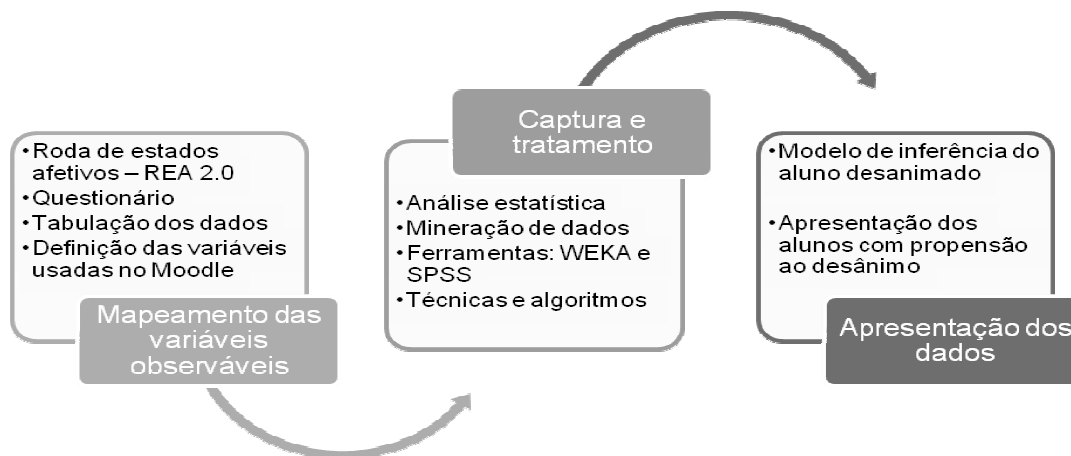 • Roda de estados
afetivos – REA 2.0
• Questionário
• Tabulação dos dados
• Definição das variáveis
usadas no Moodle
Mapeamento das
variáveis
observáveis
Captura e
tratamento
• Análise estatística
• Mineração de dados
• Ferramentas: WEKA e
SPSS
• Técnicas e algoritmos
• Modelo de inferência do
aluno desanimado
• Apresentação dos
alunos com propensão
ao desânimo
Apresentação dos
dados